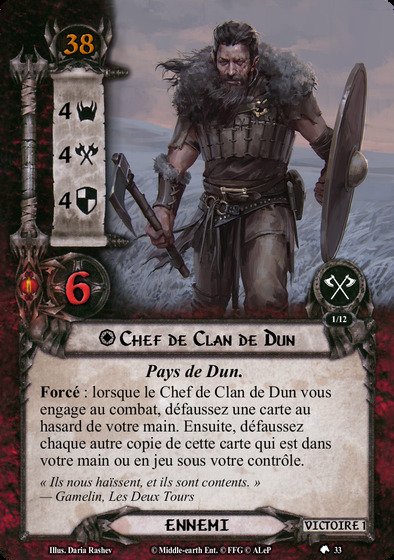 38
4
4
4
6
1/12
Chef de Clan de Dun
Pays de Dun.
Forcé : lorsque le Chef de Clan de Dun vous
engage au combat, défaussez une carte au
hasard de votre main. Ensuite, défaussez
chaque autre copie de cette carte qui est dans
votre main ou en jeu sous votre contrôle.
« Ils nous haïssent, et ils sont contents. »
— Gamelin, Les Deux Tours
ENNEMI
VICTOIRE 1
Illus. Daria Rashev
© Middle-earth Ent. © FFG © ALeP
33